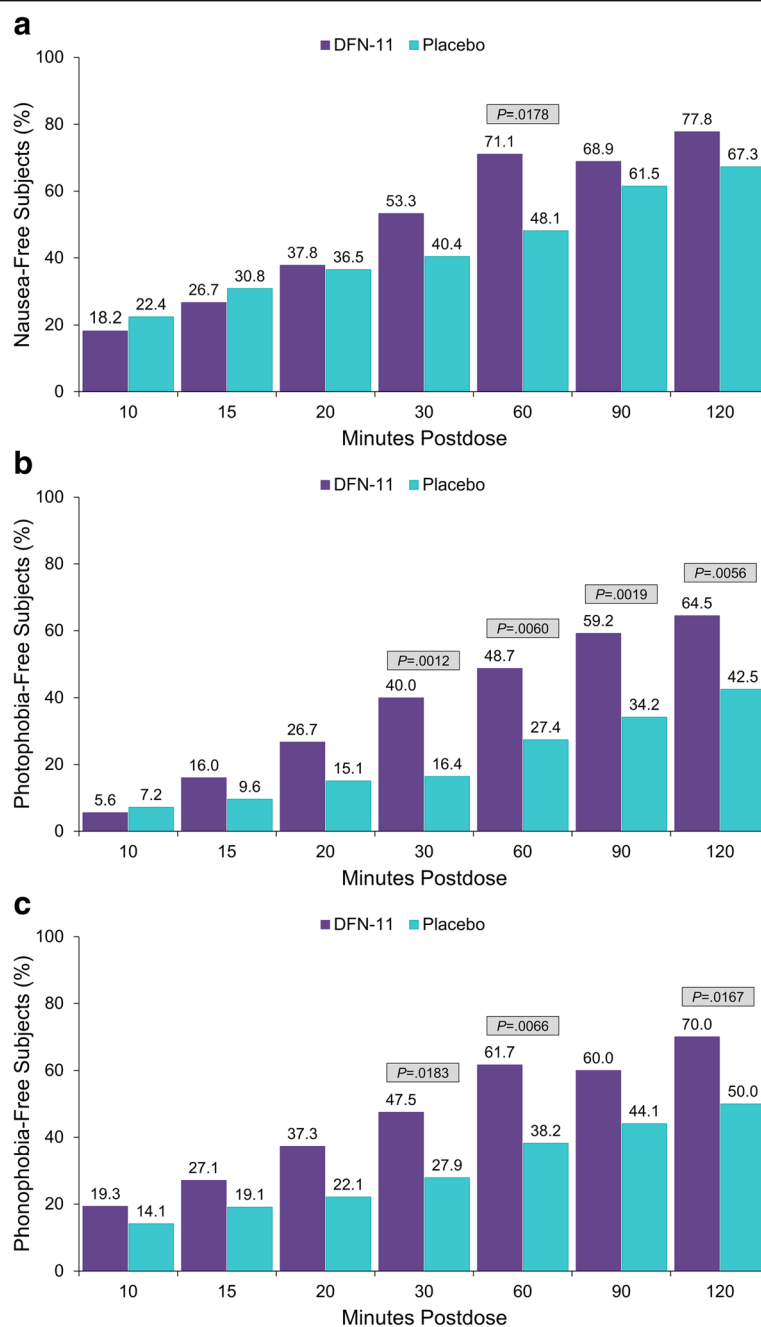 a
DFN-11 Placebo
Nausea-Free Subjects (%)
100
80
60
40
20
0
P=.0178
18.2 22.4 26.7 30.8 37.8 36.5 53.3 40.4 71.1 48.1 68.9 61.5 77.8 67.3
10 15 20 30 60 90 120
Minutes Postdose
b
DFN-11 Placebo
Photophobia-Free Subjects (%)
100
80
60
40
20
0
P=.0012 P=.0060 P=.0019 P=.0056
5.6 7.2 16.0 9.6 26.7 15.1 40.0 16.4 48.7 27.4 59.2 34.2 64.5 42.5
10 15 20 30 60 90 120
Minutes Postdose
c
DFN-11 Placebo
Phonophobia-Free Subjects (%)
100
80
60
40
20
0
P=.0183 P=.0066 P=.0167
19.3 14.1 27.1 19.1 37.3 22.1 47.5 27.9 61.7 38.2 60.0 44.1 70.0 50.0
10 15 20 30 60 90 120
Minutes Postdose